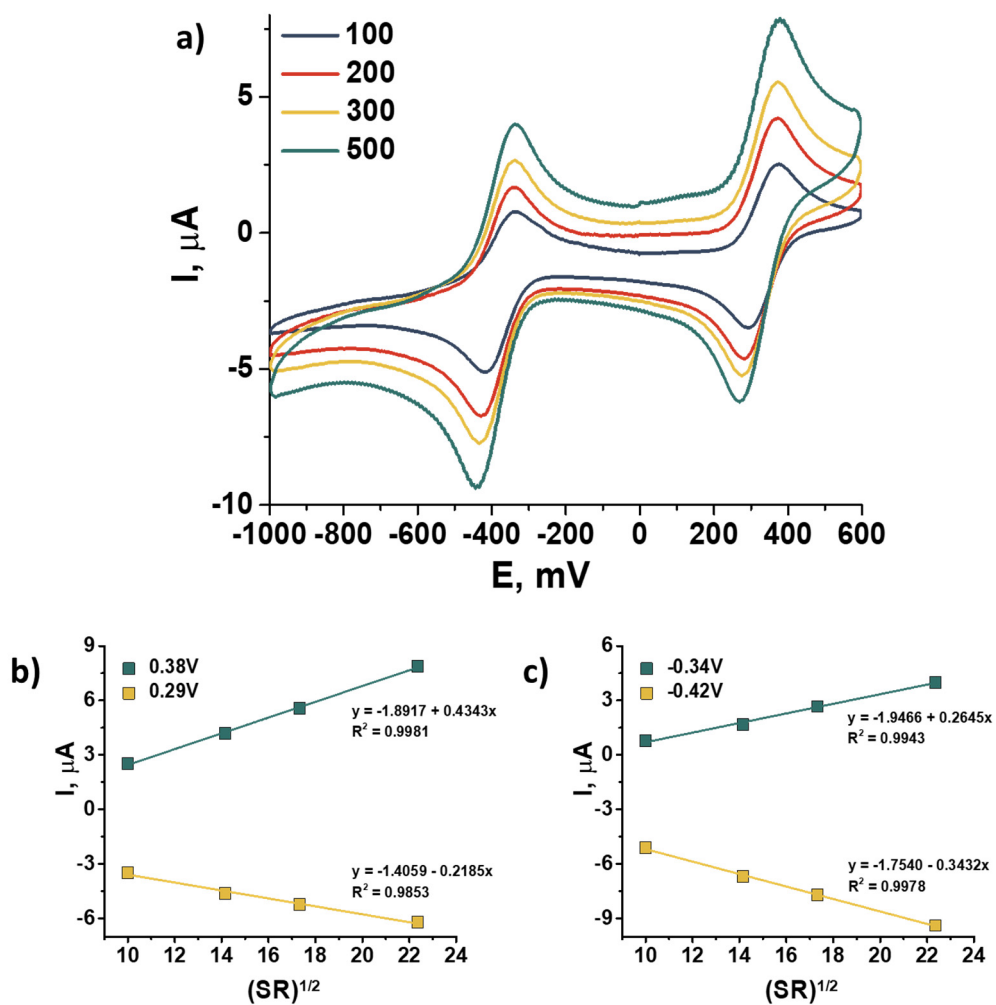 a)
100
200
300
500
5
0
-5
-10
I, μA
-1000 -800 -600 -400 -200 0 200 400 600
E, mV
b)
0.38V
0.29V
9
6
3
0
-3
-6
I, μA
y = -1.8917 + 0.4343x
R² = 0.9981
y = -1.4059 - 0.2185x
R² = 0.9853
10 12 14 16 18 20 22 24
(SR)^1/2
c)
-0.34V
-0.42V
6
3
0
-3
-6
-9
I, μA
y = -1.9466 + 0.2645x
R² = 0.9943
y = -1.7540 - 0.3432x
R² = 0.9978
10 12 14 16 18 20 22 24
(SR)^1/2